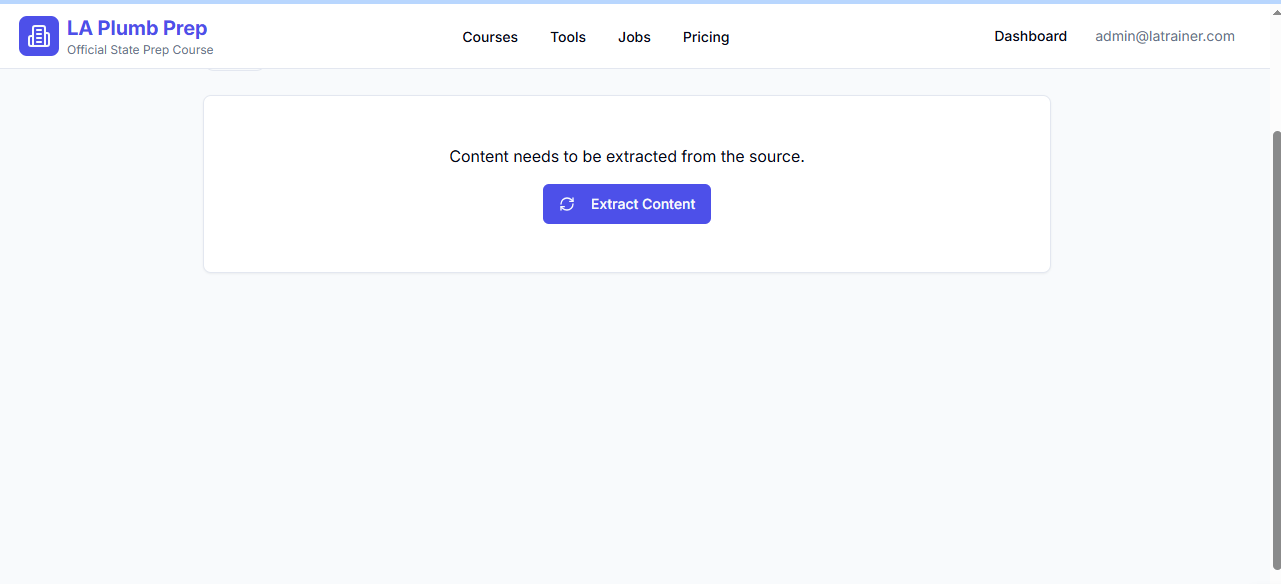 LA Plumb Prep
Official State Prep Course
Courses
Tools
Jobs
Pricing
Dashboard
admin@latrainer.com
Content needs to be extracted from the source.
Extract Content